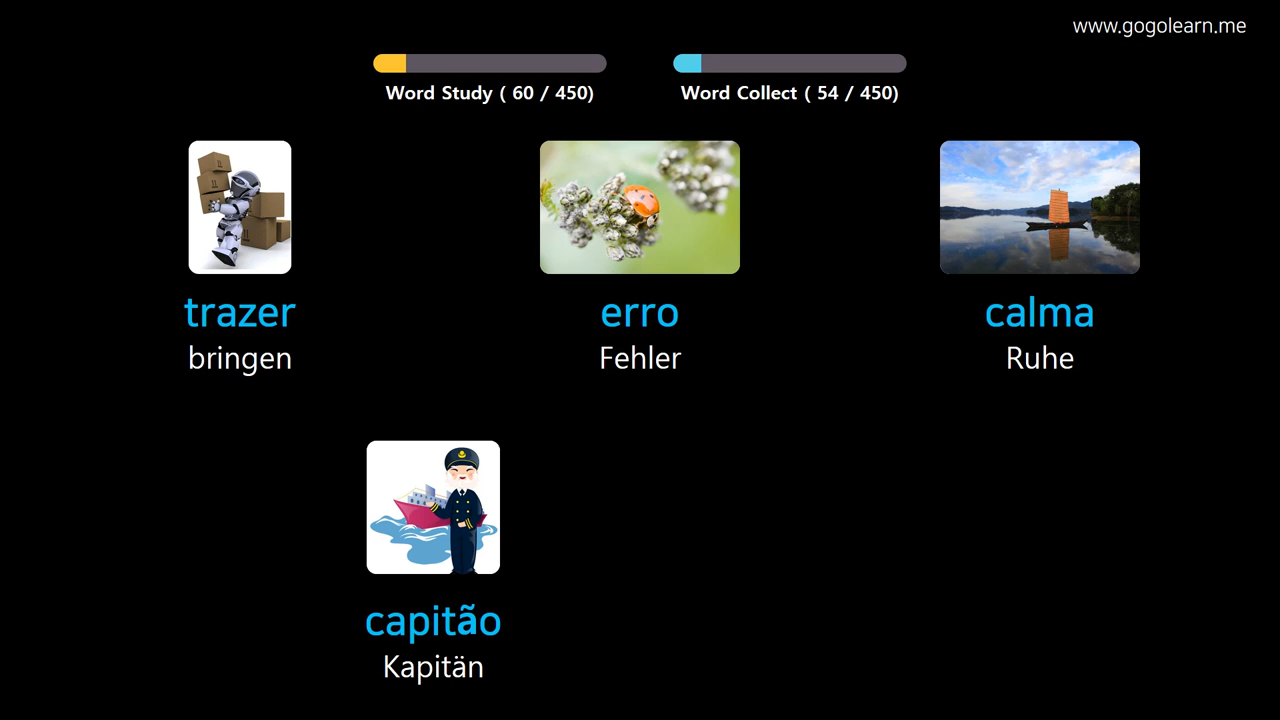 www.gogolearn.me
Word Study ( 60 / 450)
Word Collect ( 54 / 450)
trazer
bringen
erro
Fehler
calma
Ruhe
capitão
Kapitän